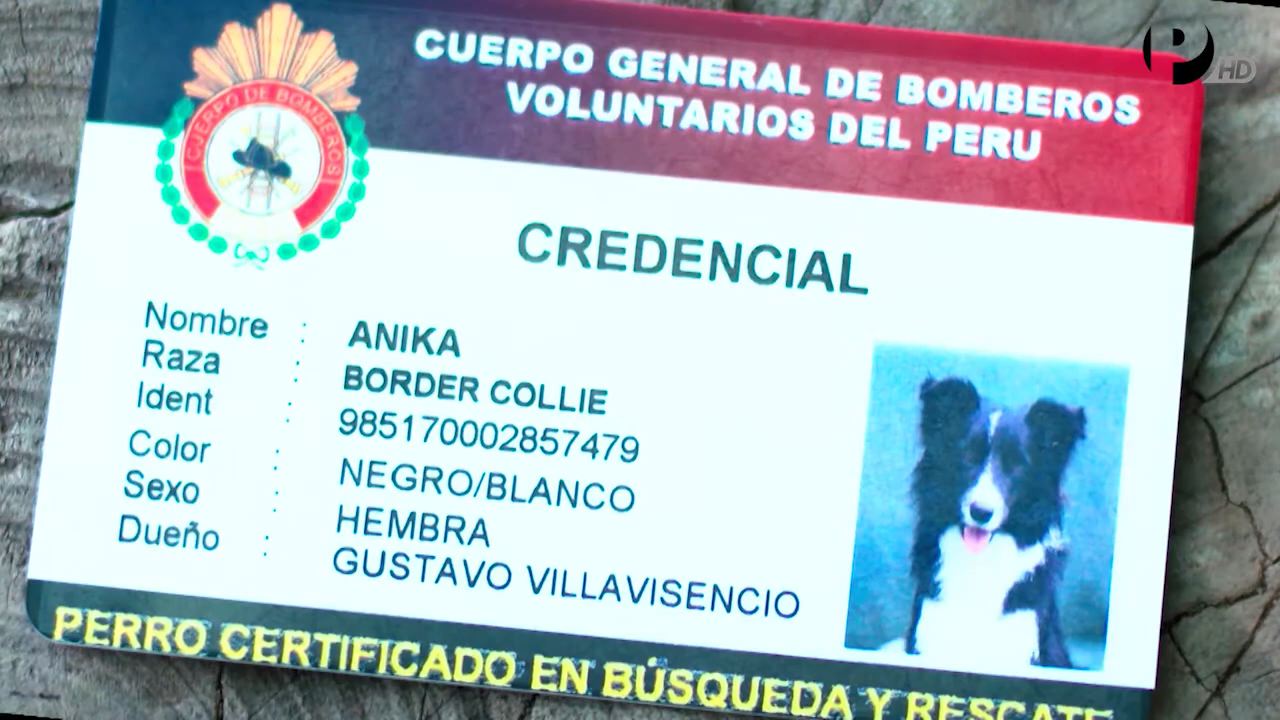 CUERPO GENERAL DE BOMBEROS
VOLUNTARIOS DEL PERU
CUERPO DE BOMBEROS
CREDENCIAL
Nombre : ANIKA
Raza : BORDER COLLIE
Ident : 985170002857479
Color : NEGRO/BLANCO
Sexo : HEMBRA
Dueño : GUSTAVO VILLAVISENCIO
PERRO CERTIFICADO EN BÚSQUEDA Y RESCATE
P HD